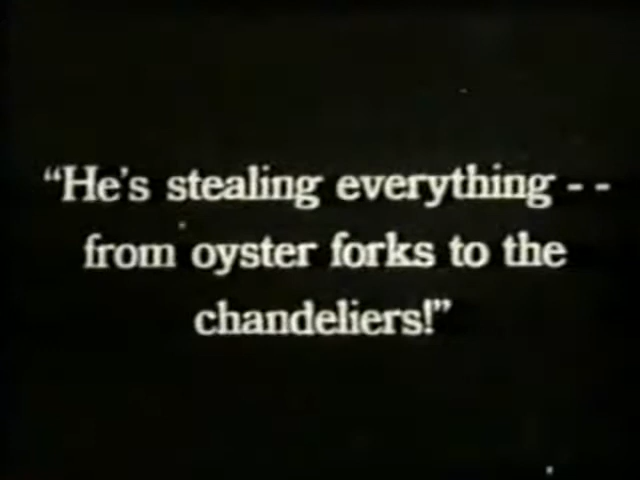 “He's stealing everything - -
from oyster forks to the
chandeliers!”